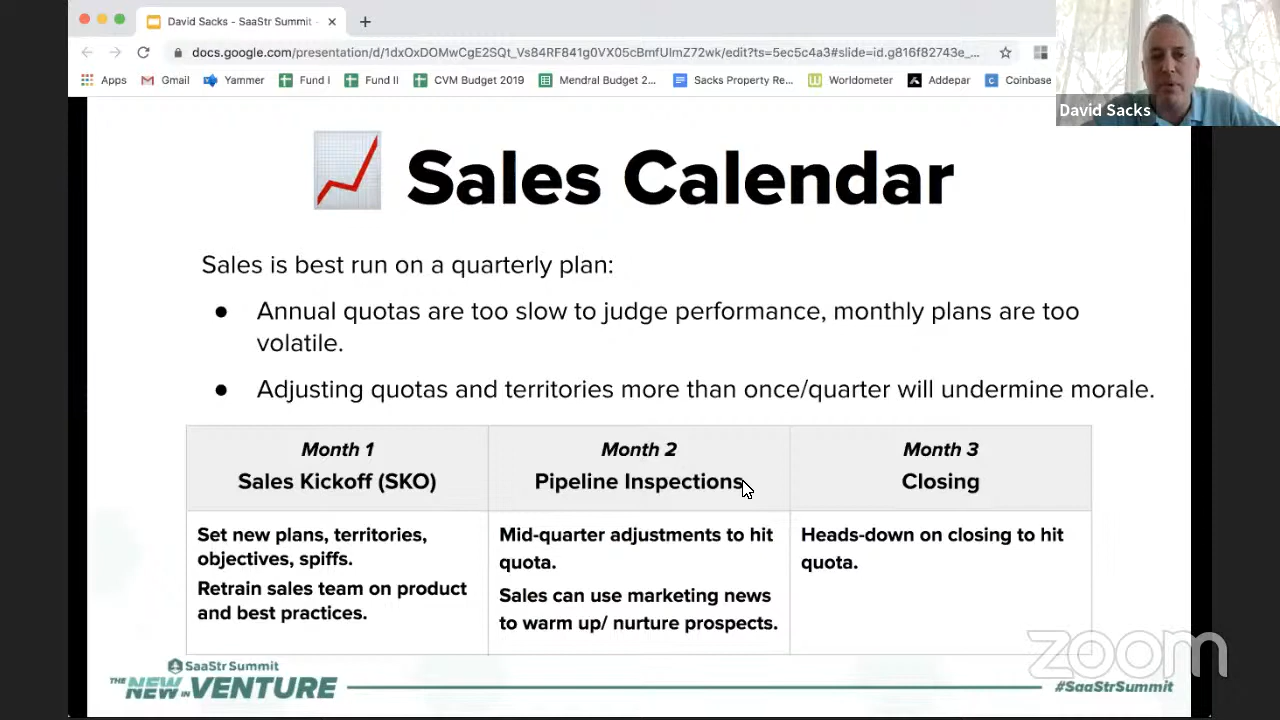 David Sacks - SaaStr Summit -
docs.google.com/presentation/d/1dxOxDOMwCgE2SQt_Vs84RF841g0VX05cBmfUImZ72wk/edit?ts=5ec5c4a3#slide=id.g816f82743e_...
Apps Gmail Yammer Fund I Fund II CVM Budget 2019 Mendral Budget 2... Sacks Property Re... Worldometer Addepar Coinbase
David Sacks
Sales Calendar
Sales is best run on a quarterly plan:
● Annual quotas are too slow to judge performance, monthly plans are too
volatile.
● Adjusting quotas and territories more than once/quarter will undermine morale.
Month 1
Sales Kickoff (SKO)
Set new plans, territories,
objectives, spiffs.
Retrain sales team on product
and best practices.
Month 2
Pipeline Inspections
Mid-quarter adjustments to hit
quota.
Sales can use marketing news
to warm up/ nurture prospects.
Month 3
Closing
Heads-down on closing to hit
quota.
zoom
SaaStr Summit
THE NEW IN VENTURE
#SaaStrSummit